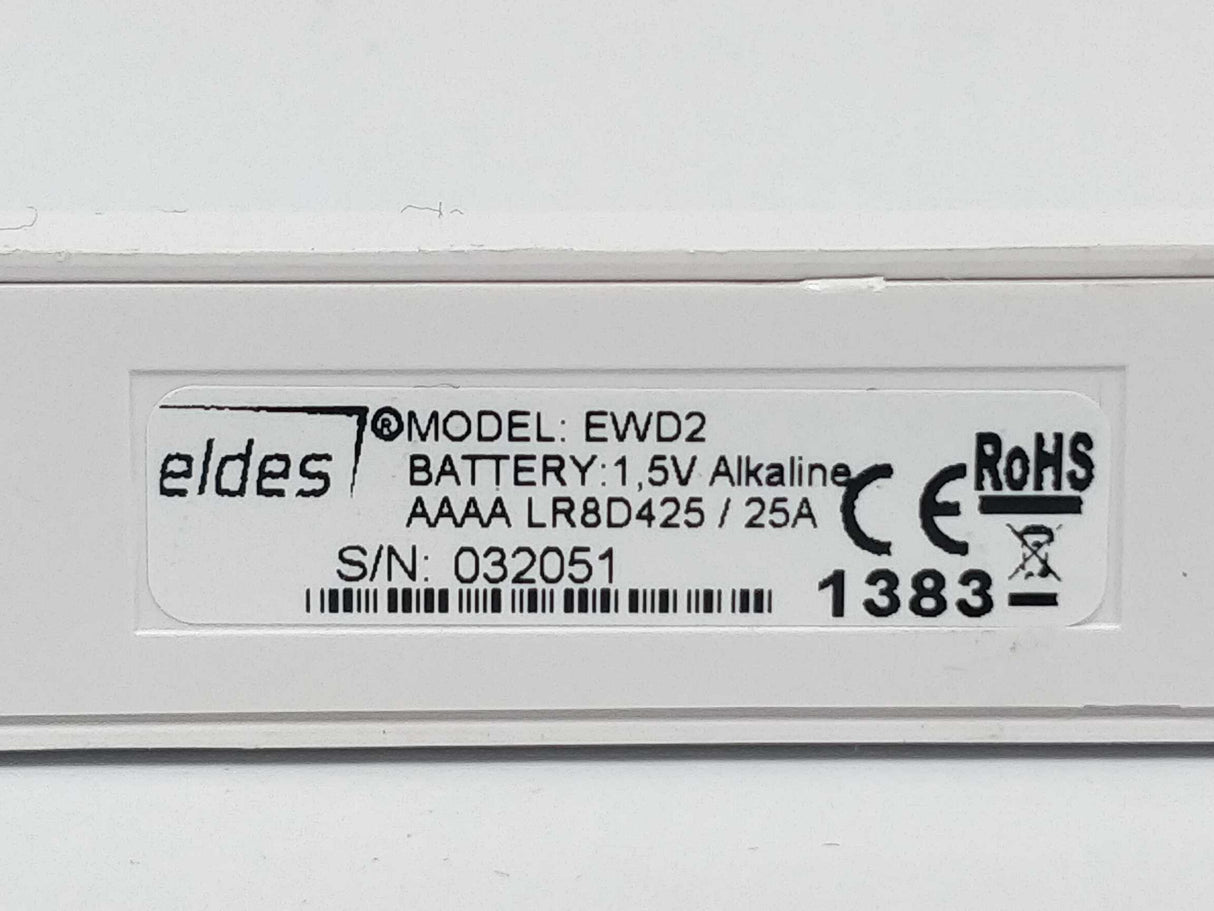 eldes®
MODEL: EWD2
BATTERY:1,5V Alkaline
AAAA LR8D425 / 25A
S/N: 032051
CE
1383
RoHS